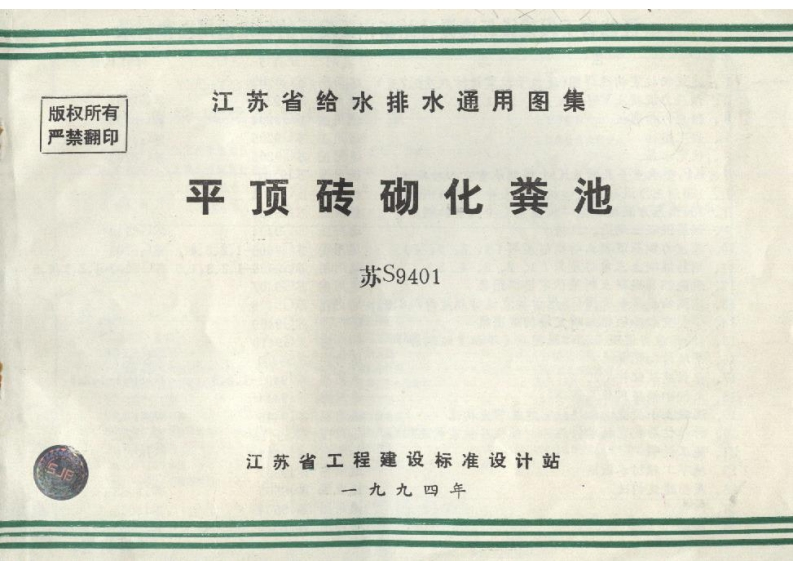 江苏省给水排水通用图集
版权所有
严禁翻印
平顶砖砌化粪池
苏S9401
SJB
江苏省工程建设标准设计站
一九九四年